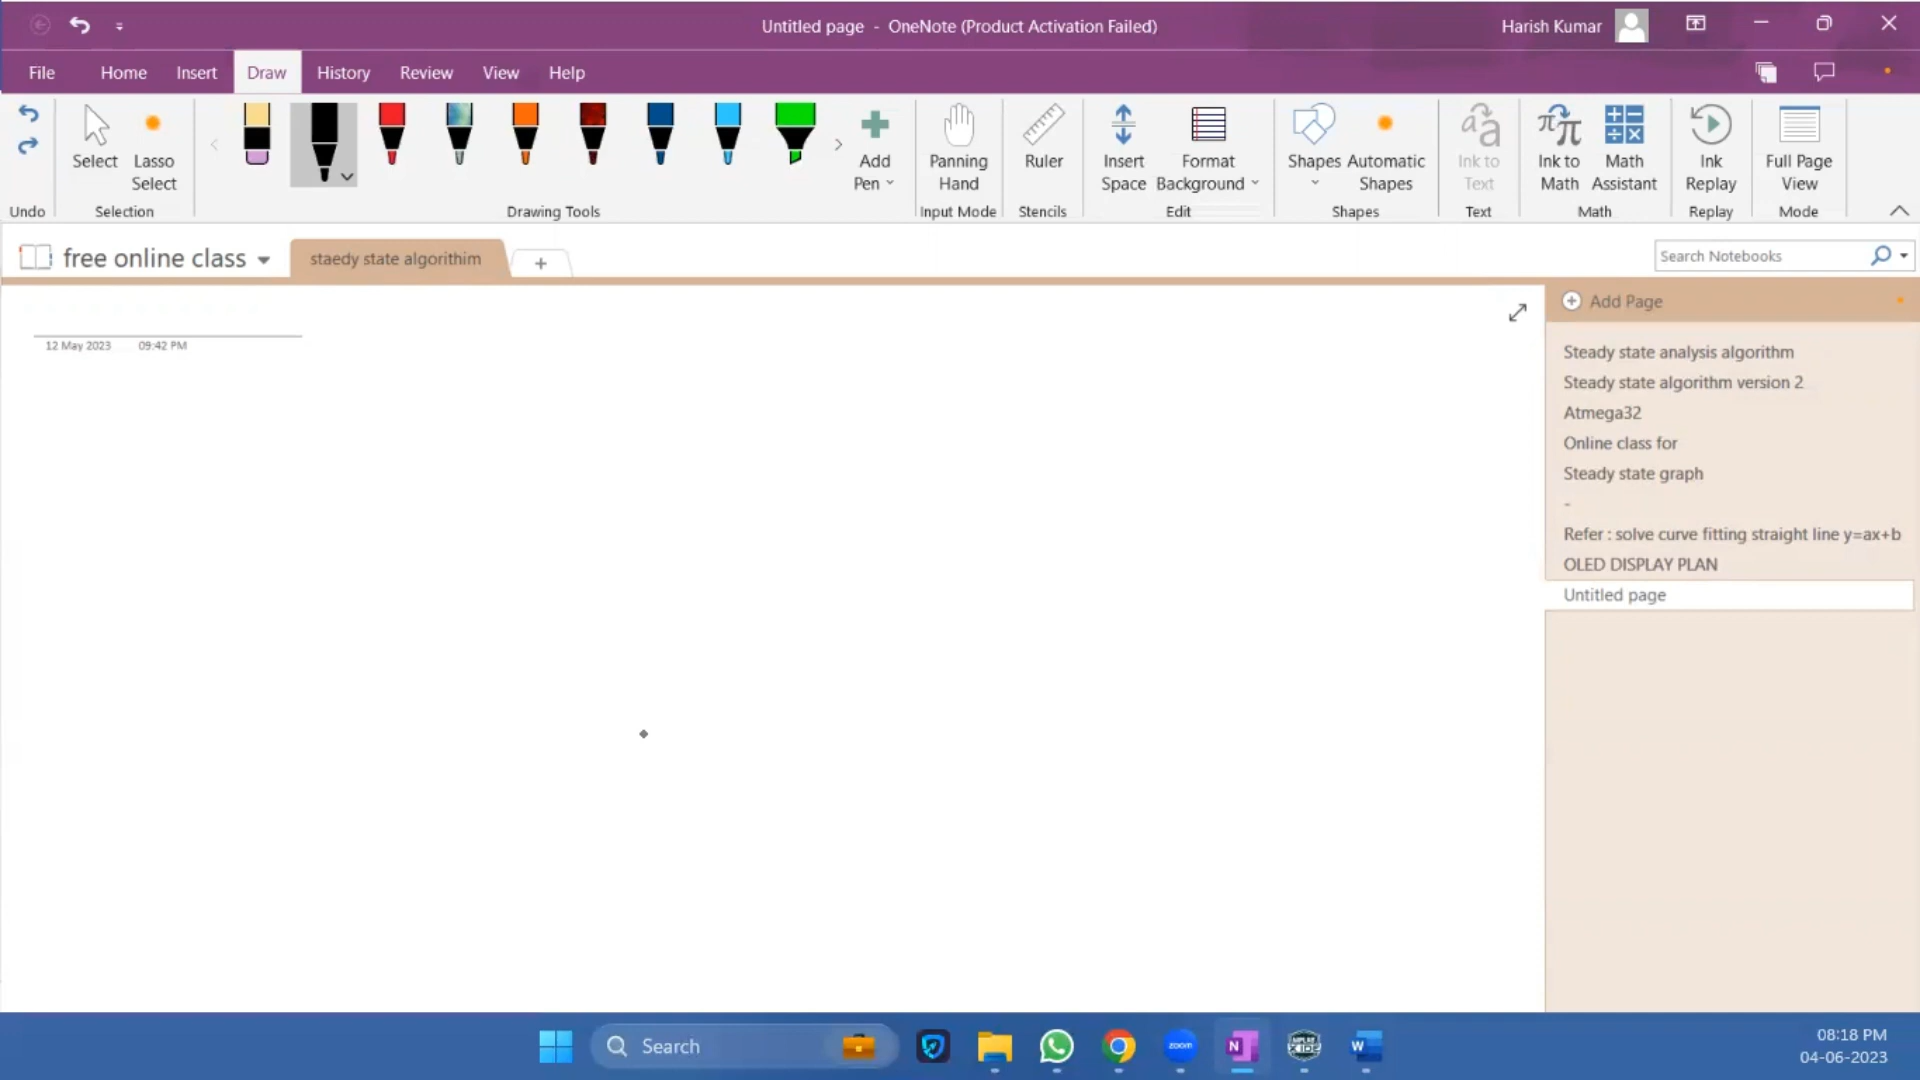 Untitled page - OneNote (Product Activation Failed)
Harish Kumar
File Home Insert Draw History Review View Help
Select
Lasso Select
Add Pen
Panning Hand
Ruler
Insert Space
Format Background
Shapes
Automatic Shapes
Ink to Text
Ink to Math
Math Assistant
Ink Replay
Full Page View
Undo Selection Drawing Tools Input Mode Stencils Edit Shapes Text Math Replay Mode
free online class
staedy state algorithim
Search Notebooks
Add Page
12 May 2023 09:42 PM
Steady state analysis algorithm
Steady state algorithm version 2
Atmega32
Online class for
Steady state graph
-
Refer : solve curve fitting straight line y=ax+b
OLED DISPLAY PLAN
Untitled page
Search
zoom
N
W
08:18 PM
04-06-2023